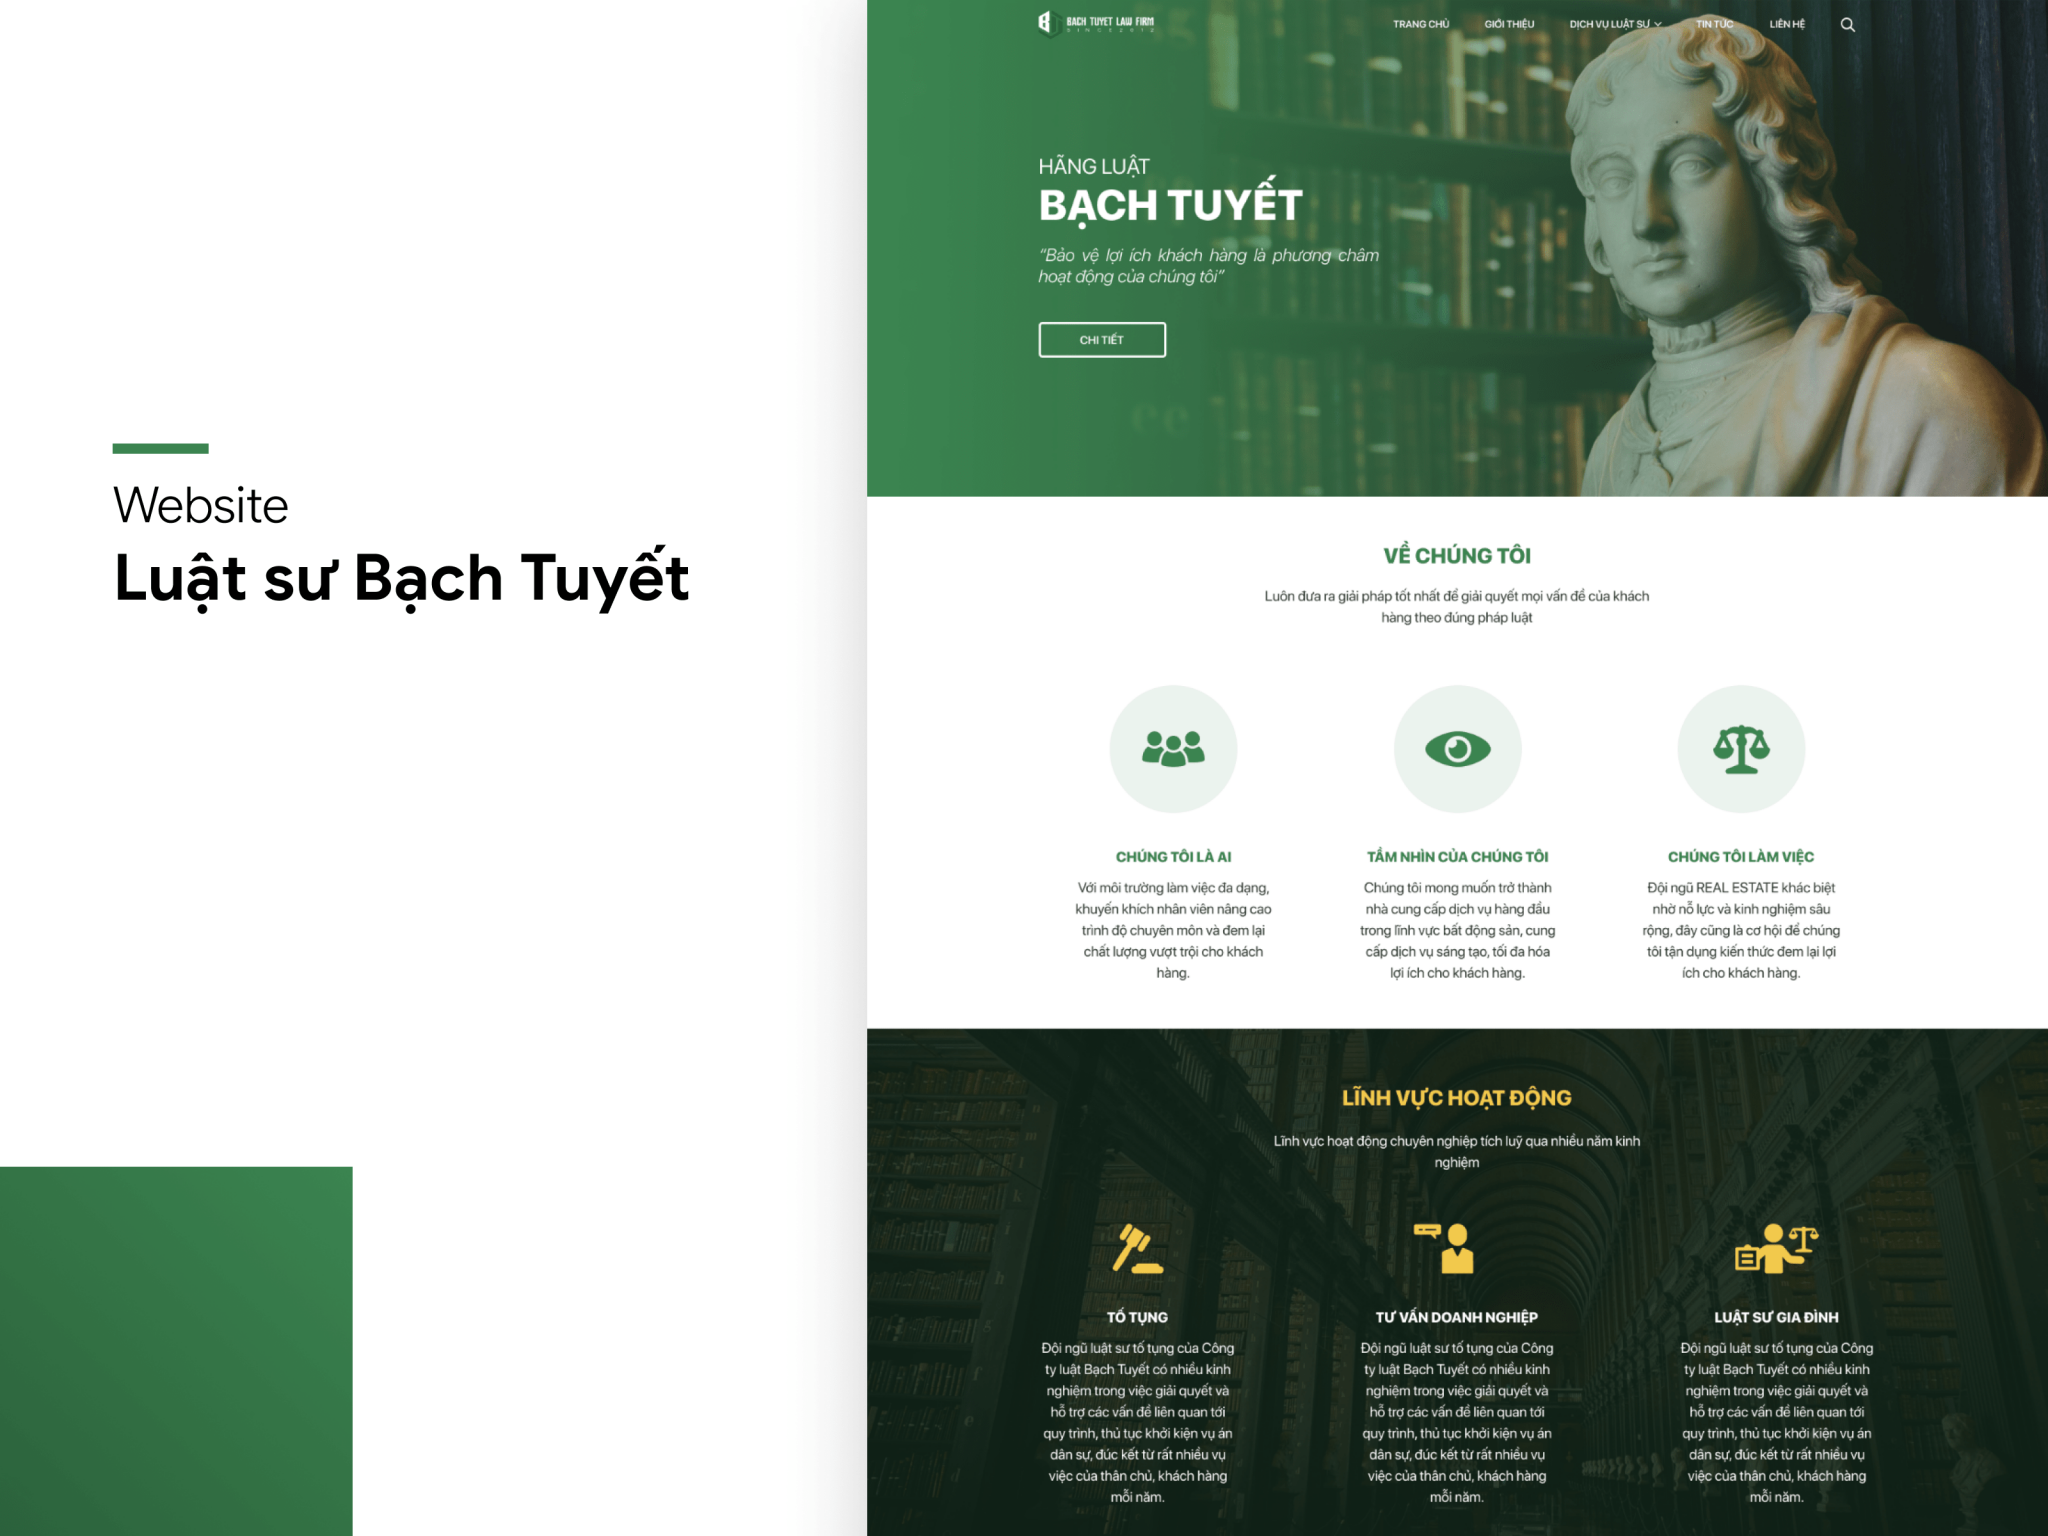 Website
Luật sư Bạch Tuyết
BACH TUYET LAW FIRM
SINCE 2012
TRANG CHỦ
GIỚI THIỆU
DỊCH VỤ LUẬT SƯ
TIN TỨC
LIÊN HỆ
HÃNG LUẬT
BẠCH TUYẾT
“Bảo vệ lợi ích khách hàng là phương châm
hoạt động của chúng tôi”
CHI TIẾT
VỀ CHÚNG TÔI
Luôn đưa ra giải pháp tốt nhất để giải quyết mọi vấn đề của khách
hàng theo đúng pháp luật
CHÚNG TÔI LÀ AI
Với môi trường làm việc đa dạng,
khuyến khích nhân viên nâng cao
trình độ chuyên môn và đem lại
chất lượng vượt trội cho khách
hàng.
TẦM NHÌN CỦA CHÚNG TÔI
Chúng tôi mong muốn trở thành
nhà cung cấp dịch vụ hàng đầu
trong lĩnh vực bất động sản, cung
cấp dịch vụ sáng tạo, tối đa hóa
lợi ích cho khách hàng.
CHÚNG TÔI LÀM VIỆC
Đội ngũ REAL ESTATE khác biệt
nhờ nỗ lực và kinh nghiệm sâu
rộng, đây cũng là cơ hội để chúng
tôi tận dụng kiến thức đem lại lợi
ích cho khách hàng.
LĨNH VỰC HOẠT ĐỘNG
Lĩnh vực hoạt động chuyên nghiệp tích luỹ qua nhiều năm kinh
nghiệm
TỐ TỤNG
Đội ngũ luật sư tố tụng của Công
ty luật Bạch Tuyết có nhiều kinh
nghiệm trong việc giải quyết và
hỗ trợ các vấn đề liên quan tới
quy trình, thủ tục khởi kiện vụ án
dân sự, đúc kết từ rất nhiều vụ
việc của thân chủ, khách hàng
mỗi năm.
TƯ VẤN DOANH NGHIỆP
Đội ngũ luật sư tố tụng của Công
ty luật Bạch Tuyết có nhiều kinh
nghiệm trong việc giải quyết và
hỗ trợ các vấn đề liên quan tới
quy trình, thủ tục khởi kiện vụ án
dân sự, đúc kết từ rất nhiều vụ
việc của thân chủ, khách hàng
mỗi năm.
LUẬT SƯ GIA ĐÌNH
Đội ngũ luật sư tố tụng của Công
ty luật Bạch Tuyết có nhiều kinh
nghiệm trong việc giải quyết và
hỗ trợ các vấn đề liên quan tới
quy trình, thủ tục khởi kiện vụ án
dân sự, đúc kết từ rất nhiều vụ
việc của thân chủ, khách hàng
mỗi năm.